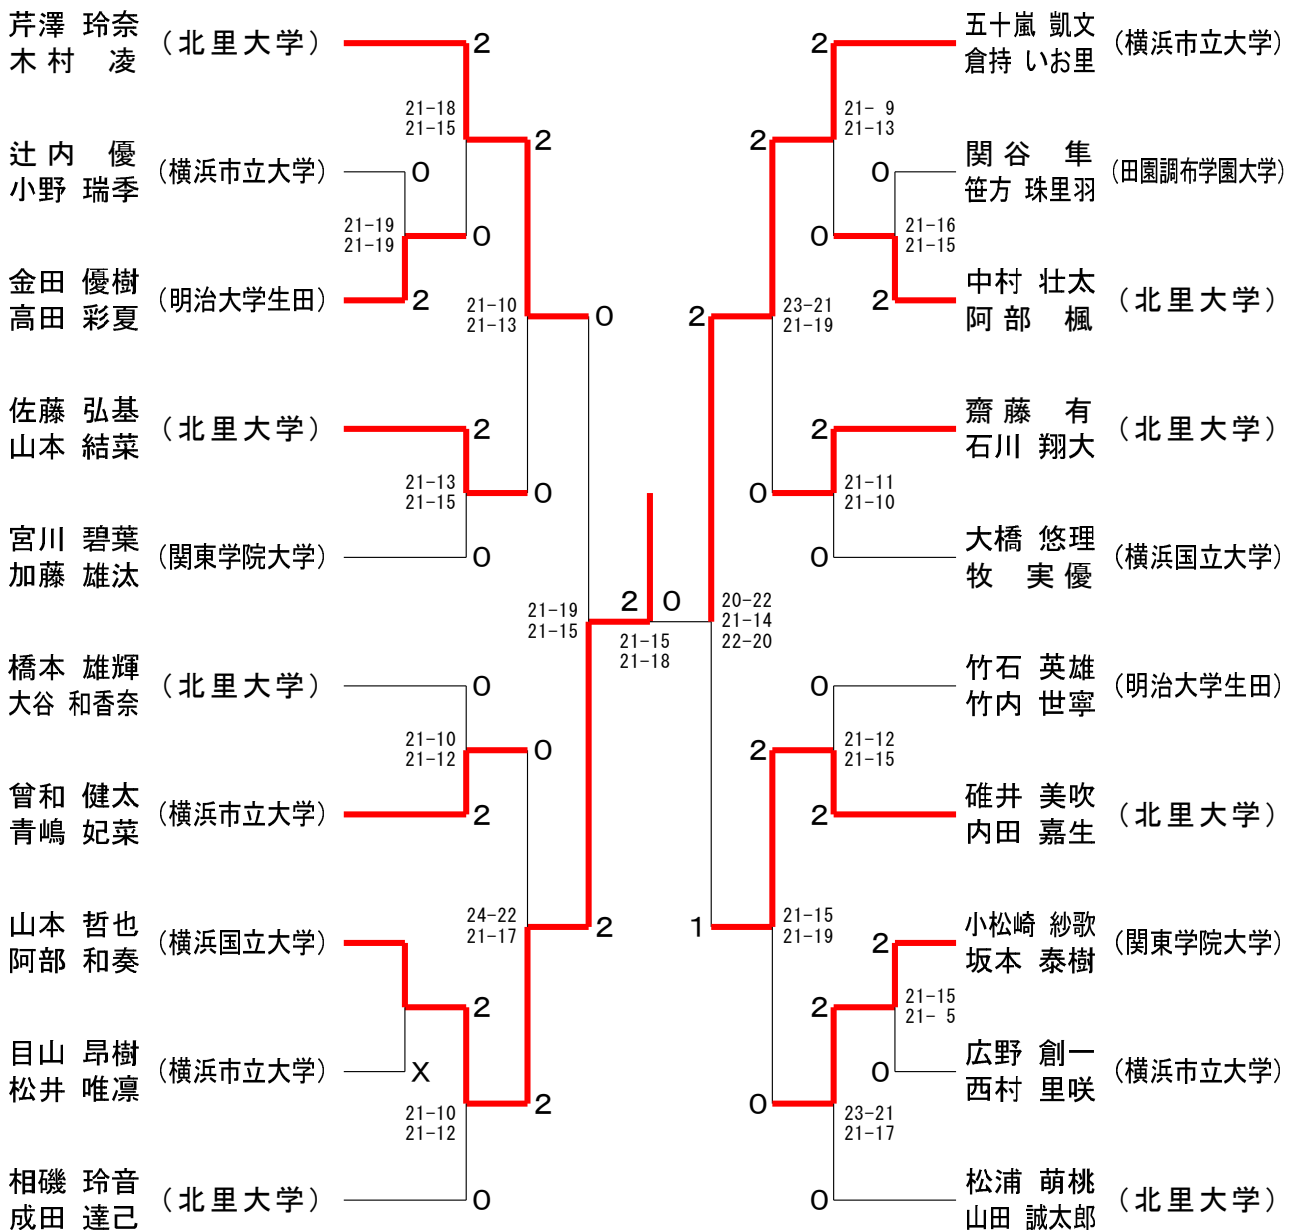 芹澤 玲奈
木村 凌
(北里大学)
2
21-18
21-15
2
辻内 優
小野 瑞季
(横浜市立大学)
0
21-19
21-19
0
金田 優樹
高田 彩夏
(明治大学生田)
2
21-10
21-13
0
佐藤 弘基
山本 結菜
(北里大学)
2
21-13
21-15
0
宮川 碧葉
加藤 雄汰
(関東学院大学)
0
21-19
21-15
2 0
21-15
21-18
橋本 雄輝
大谷 和香奈
(北里大学)
0
21-10
21-12
0
曾和 健太
青嶋 妃菜
(横浜市立大学)
2
24-22
21-17
2
山本 哲也
阿部 和奏
(横浜国立大学)
2
目山 昂樹
松井 唯凛
(横浜市立大学)
X
21-10
21-12
2
相磯 玲音
成田 達己
(北里大学)
0
五十嵐 凱文
倉持 いお里
(横浜市立大学)
2
21- 9
21-13
2
関谷 隼
笹方 珠里羽
(田園調布学園大学)
0
21-16
21-15
0
中村 壮太
阿部 楓
(北里大学)
2
23-21
21-19
2
齋藤 有
石川 翔大
(北里大学)
2
21-11
21-10
0
大橋 悠理
牧 実優
(横浜国立大学)
0
20-22
21-14
22-20
竹石 英雄
竹内 世寧
(明治大学生田)
0
21-12
21-15
2
碓井 美吹
内田 嘉生
(北里大学)
2
21-15
21-19
1
小松崎 紗歌
坂本 泰樹
(関東学院大学)
2
21-15
21- 5
2
広野 創一
西村 里咲
(横浜市立大学)
0
23-21
21-17
0
松浦 萌桃
山田 誠太郎
(北里大学)
0